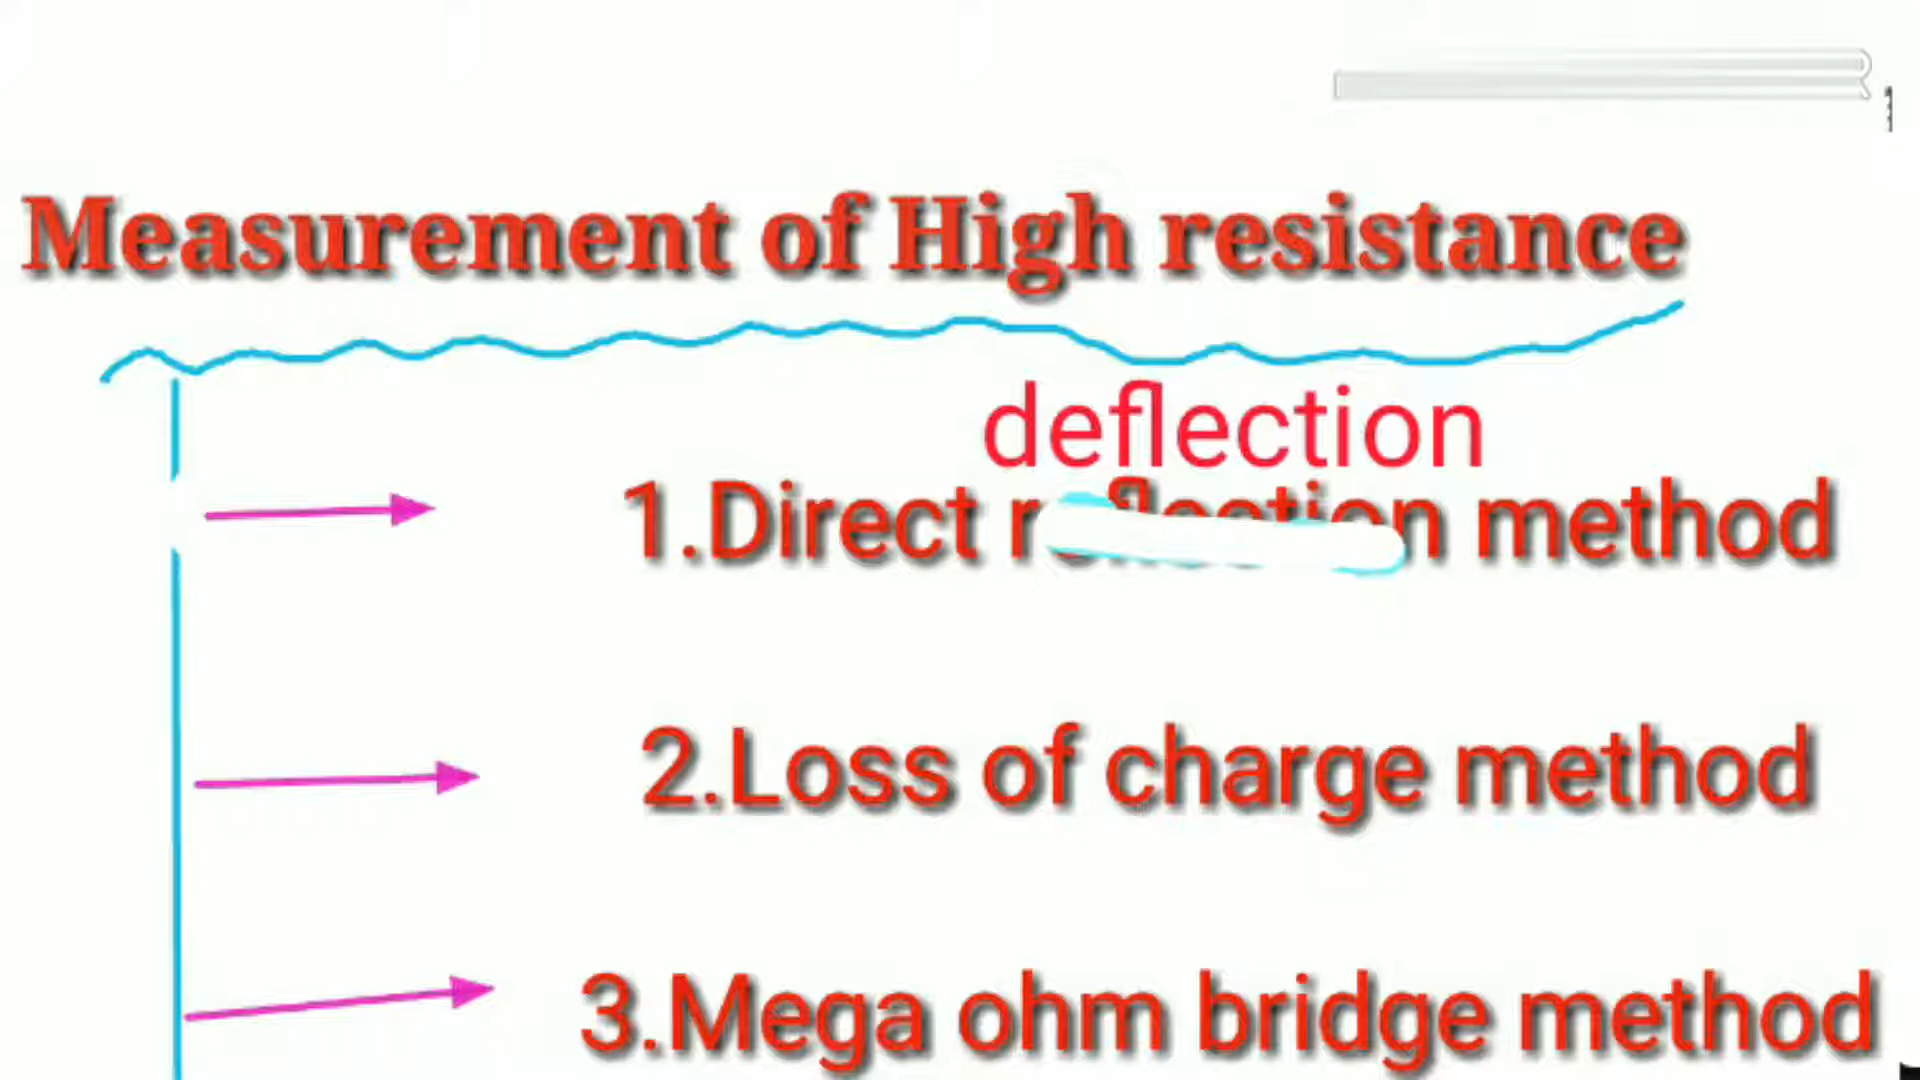 Measurement of High resistance
deflection
1.Direct method
2.Loss of charge method
3.Mega ohm bridge method